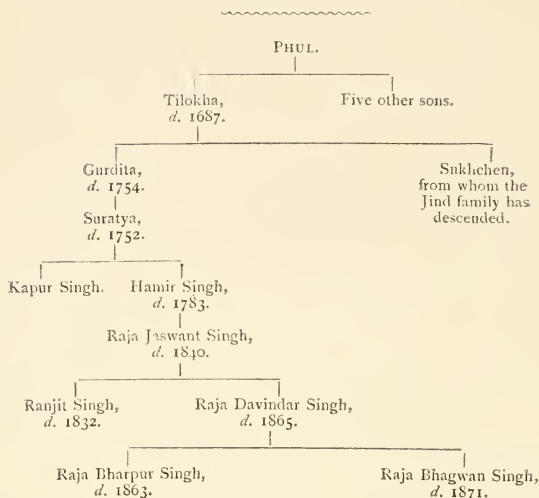 PHUL.
Tilokha, Five other sons.
d. 1687.
Gurdita, Sukhchen,
d. 1754. from whom the
Jind family has
descended.
Suratya,
d. 1752.
Kapur Singh. Hamir Singh,
d. 1783.
Raja Jaswant Singh,
d. 1840.
Ranjit Singh, Raja Davindar Singh,
d. 1832. d. 1865.
Raja Bharpur Singh, Raja Bhagwan Singh,
d. 1863. d. 1871.